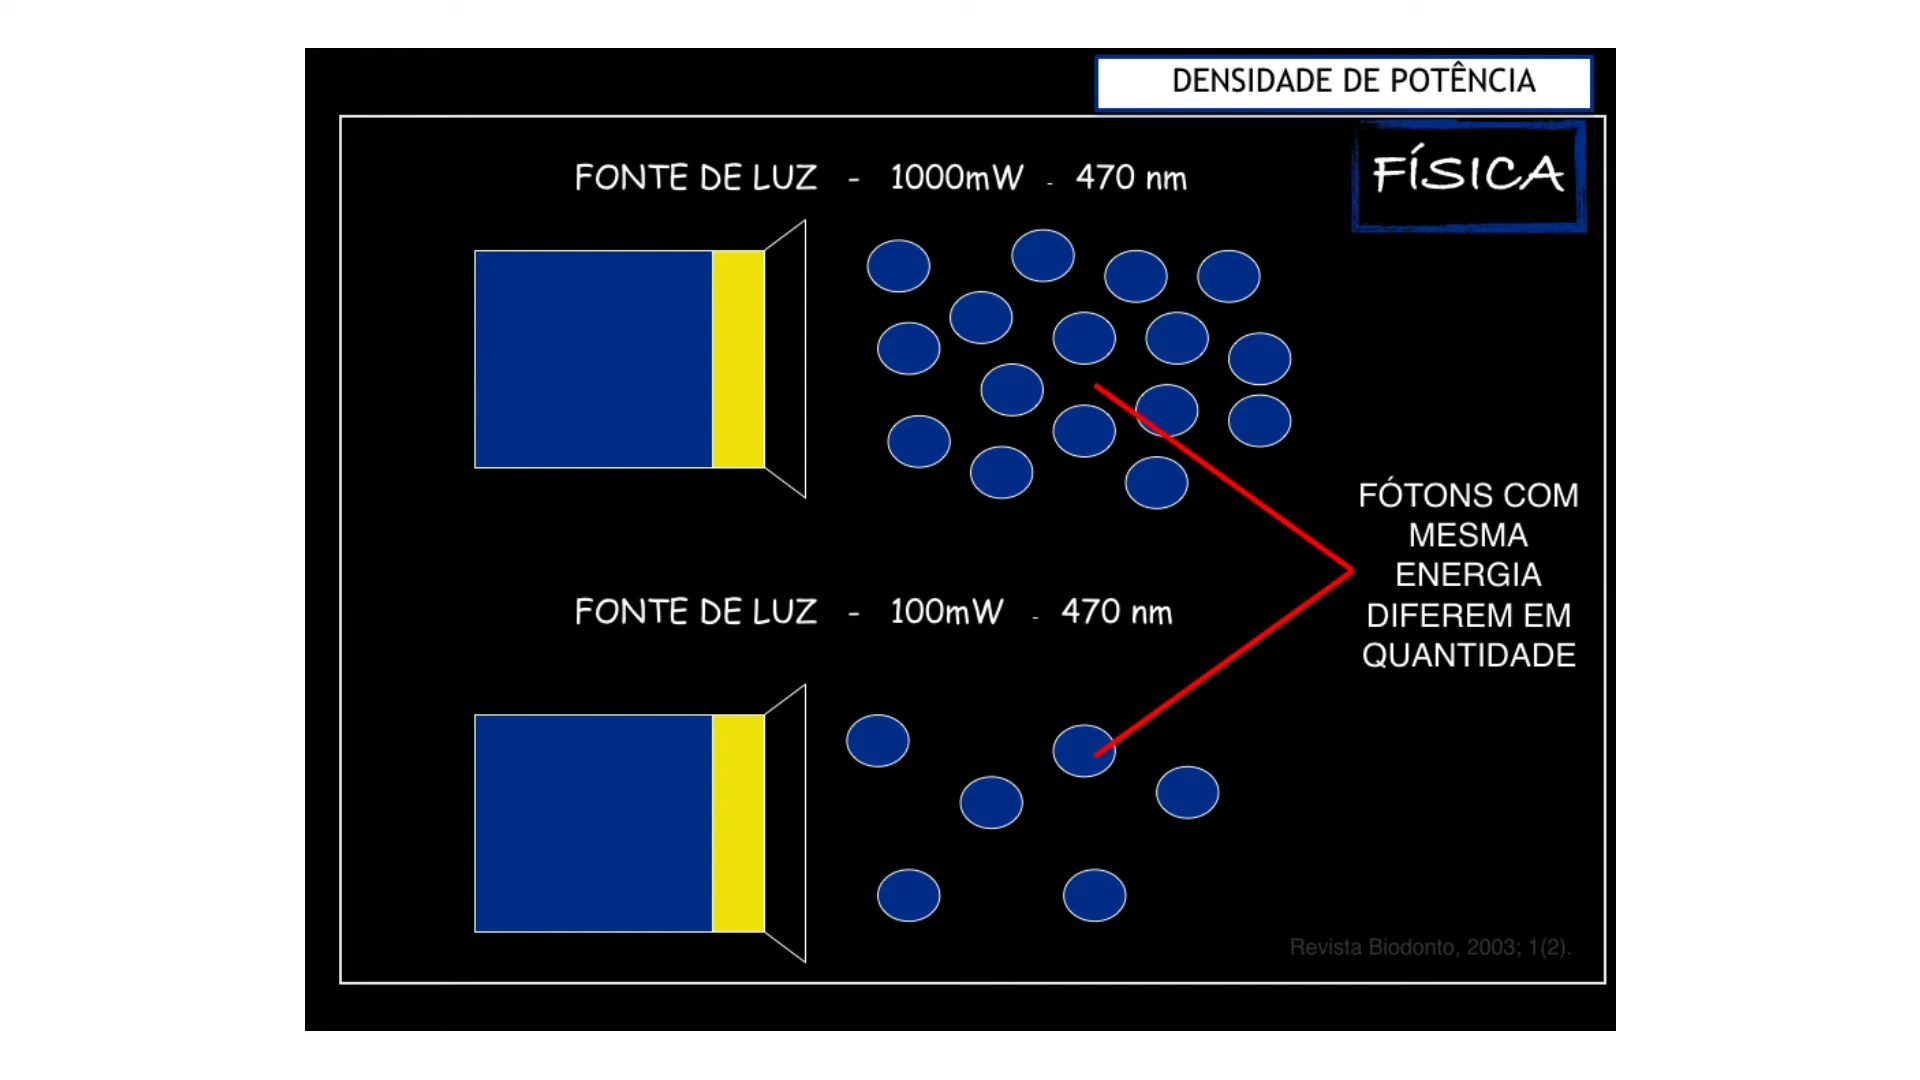 DENSIDADE DE POTÊNCIA
FÍSICA
FONTE DE LUZ - 1000mW - 470 nm
FÓTONS COM
MESMA
ENERGIA
DIFEREM EM
QUANTIDADE
FONTE DE LUZ - 100mW - 470 nm
Revista Biodonto, 2003; 1(2).